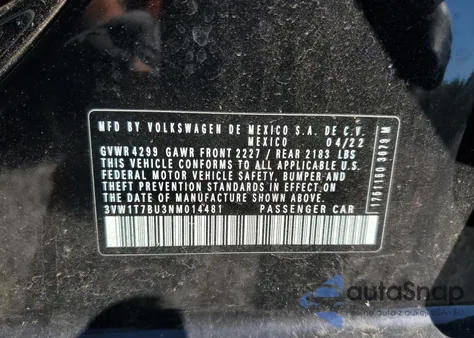 MFD BY VOLKSWAGEN DE MEXICO S.A. DE C.V.
MEXICO 04/22
GVWR 4299 GAWR FRONT 2227 / REAR 2183 LBS
THIS VEHICLE CONFORMS TO ALL APPLICABLE U.S.
FEDERAL MOTOR VEHICLE SAFETY, BUMPER AND
THEFT PREVENTION STANDARDS IN EFFECT ON
DATE OF MANUFACTURE SHOWN ABOVE.
3VW1T7BU3NM014481 PASSENGER CAR
autoSnap